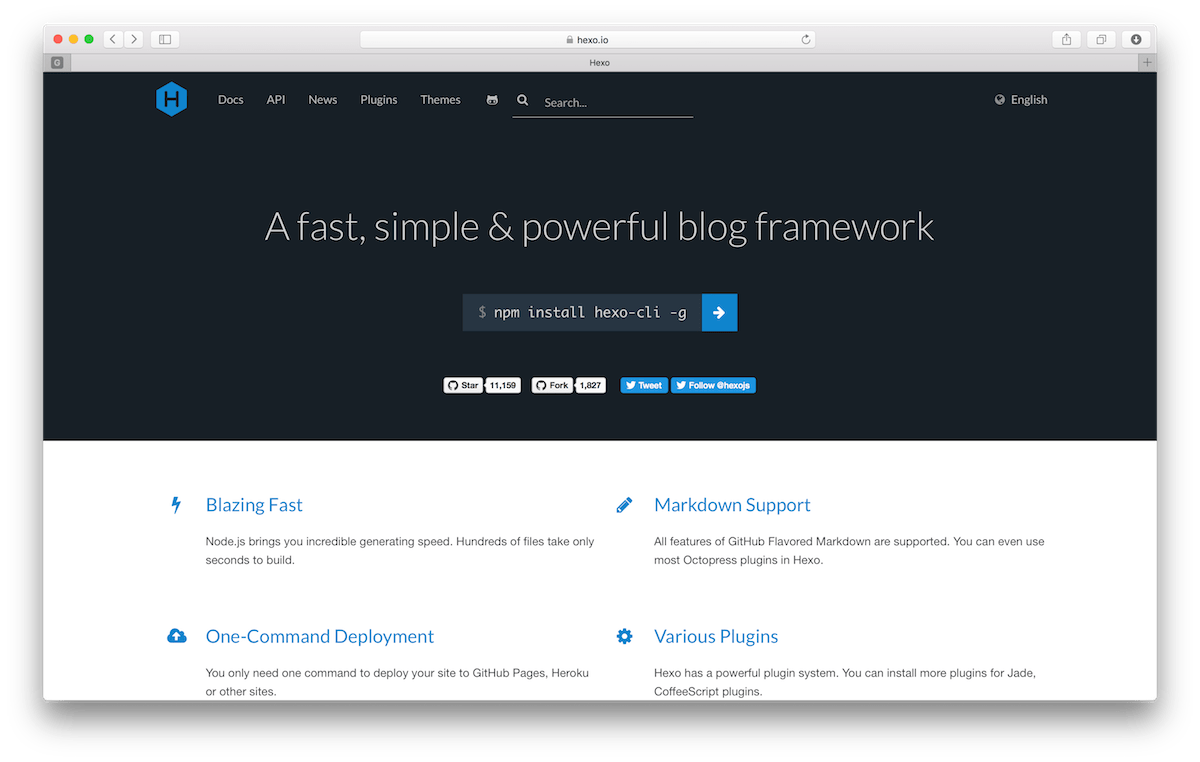 hexo.io
G
Hexo
H
Docs API News Plugins Themes Search... English
A fast, simple & powerful blog framework
$ npm install hexo-cli -g
Star 11,159 Fork 1,827 Tweet Follow @hexojs
Blazing Fast
Node.js brings you incredible generating speed. Hundreds of files take only
seconds to build.
Markdown Support
All features of GitHub Flavored Markdown are supported. You can even use
most Octopress plugins in Hexo.
One-Command Deployment
You only need one command to deploy your site to GitHub Pages, Heroku
or other sites.
Various Plugins
Hexo has a powerful plugin system. You can install more plugins for Jade,
CoffeeScript plugins.